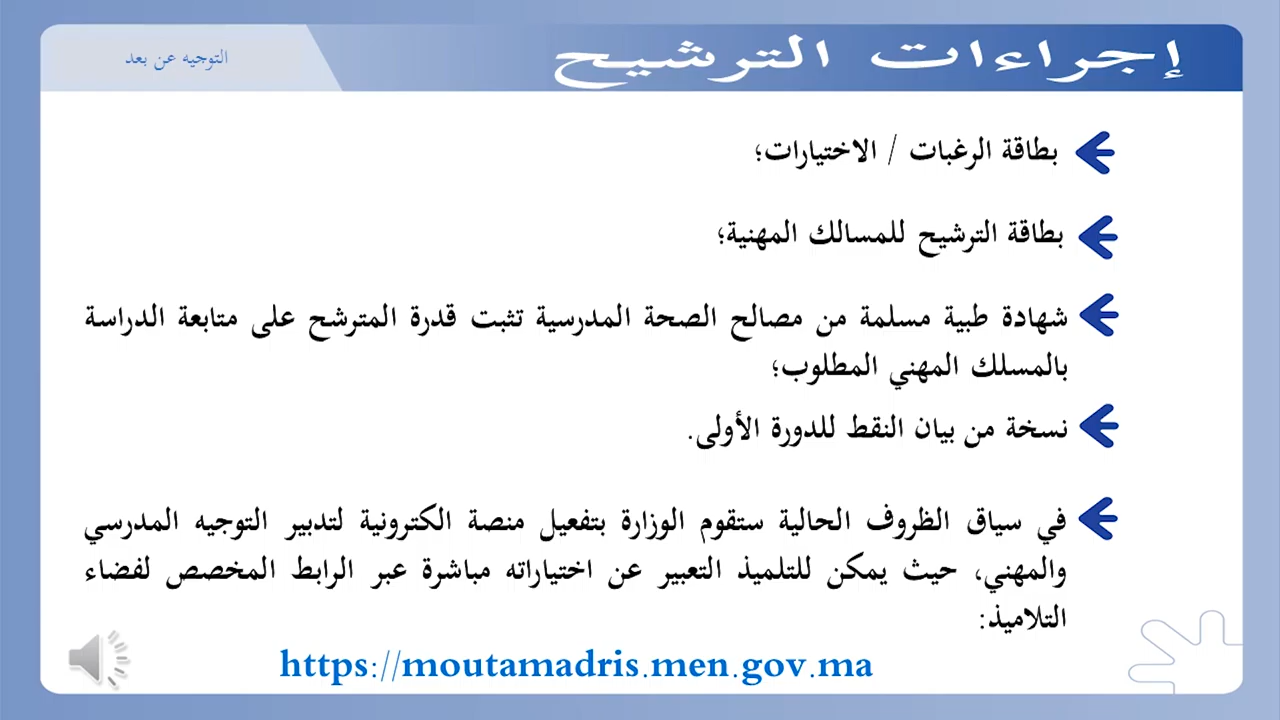 إجراءات الترشيح
التوجيه عن بعد
بطاقة الرغبات / الاختيارات؛
بطاقة الترشيح للمسالك المهنية؛
شهادة طبية مسلمة من مصالح الصحة المدرسية تثبت قدرة المترشح على متابعة الدراسة
بالمسلك المهني المطلوب؛
نسخة من بيان النقط للدورة الأولى.
في سياق الظروف الحالية ستقوم الوزارة بتفعيل منصة الكترونية لتدبير التوجيه المدرسي
والمهني، حيث يمكن للتلميذ التعبير عن اختياراته مباشرة عبر الرابط المخصص لفضاء
التلاميذ:
https://moutamadris.men.gov.ma